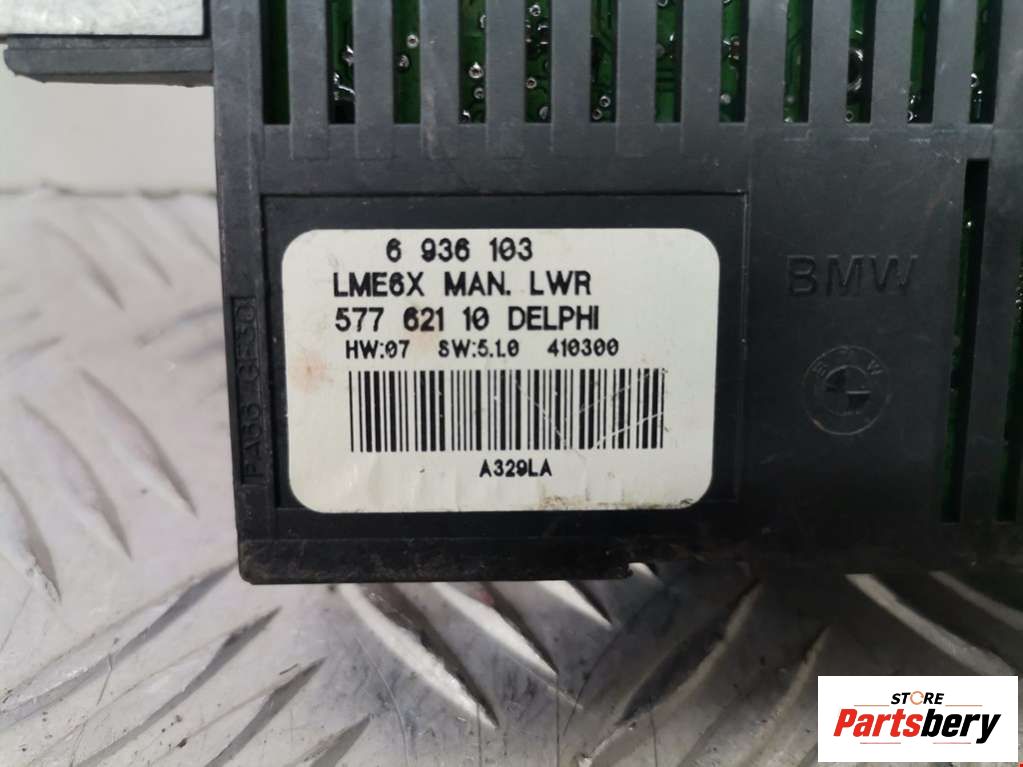 6 936 103
LME6X MAN. LWR
577 621 10 DELPHI
HW:07 SW:5.1.0 410300
A329LA
BMW
BMW
STORE
Partsbery